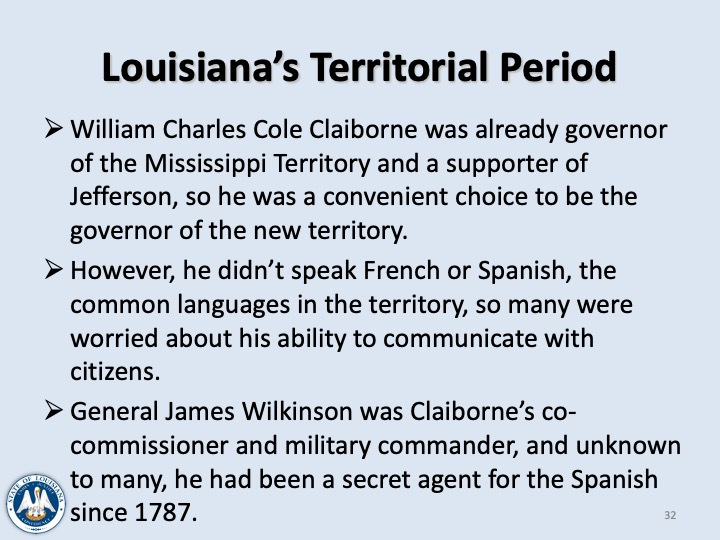 Louisiana’s Territorial Period
➢ William Charles Cole Claiborne was already governor
of the Mississippi Territory and a supporter of
Jefferson, so he was a convenient choice to be the
governor of the new territory.
➢ However, he didn’t speak French or Spanish, the
common languages in the territory, so many were
worried about his ability to communicate with
citizens.
➢ General James Wilkinson was Claiborne’s co-
commissioner and military commander, and unknown
to many, he had been a secret agent for the Spanish
since 1787.
STATE OF LOUISIANA
CONFIDENCE
32